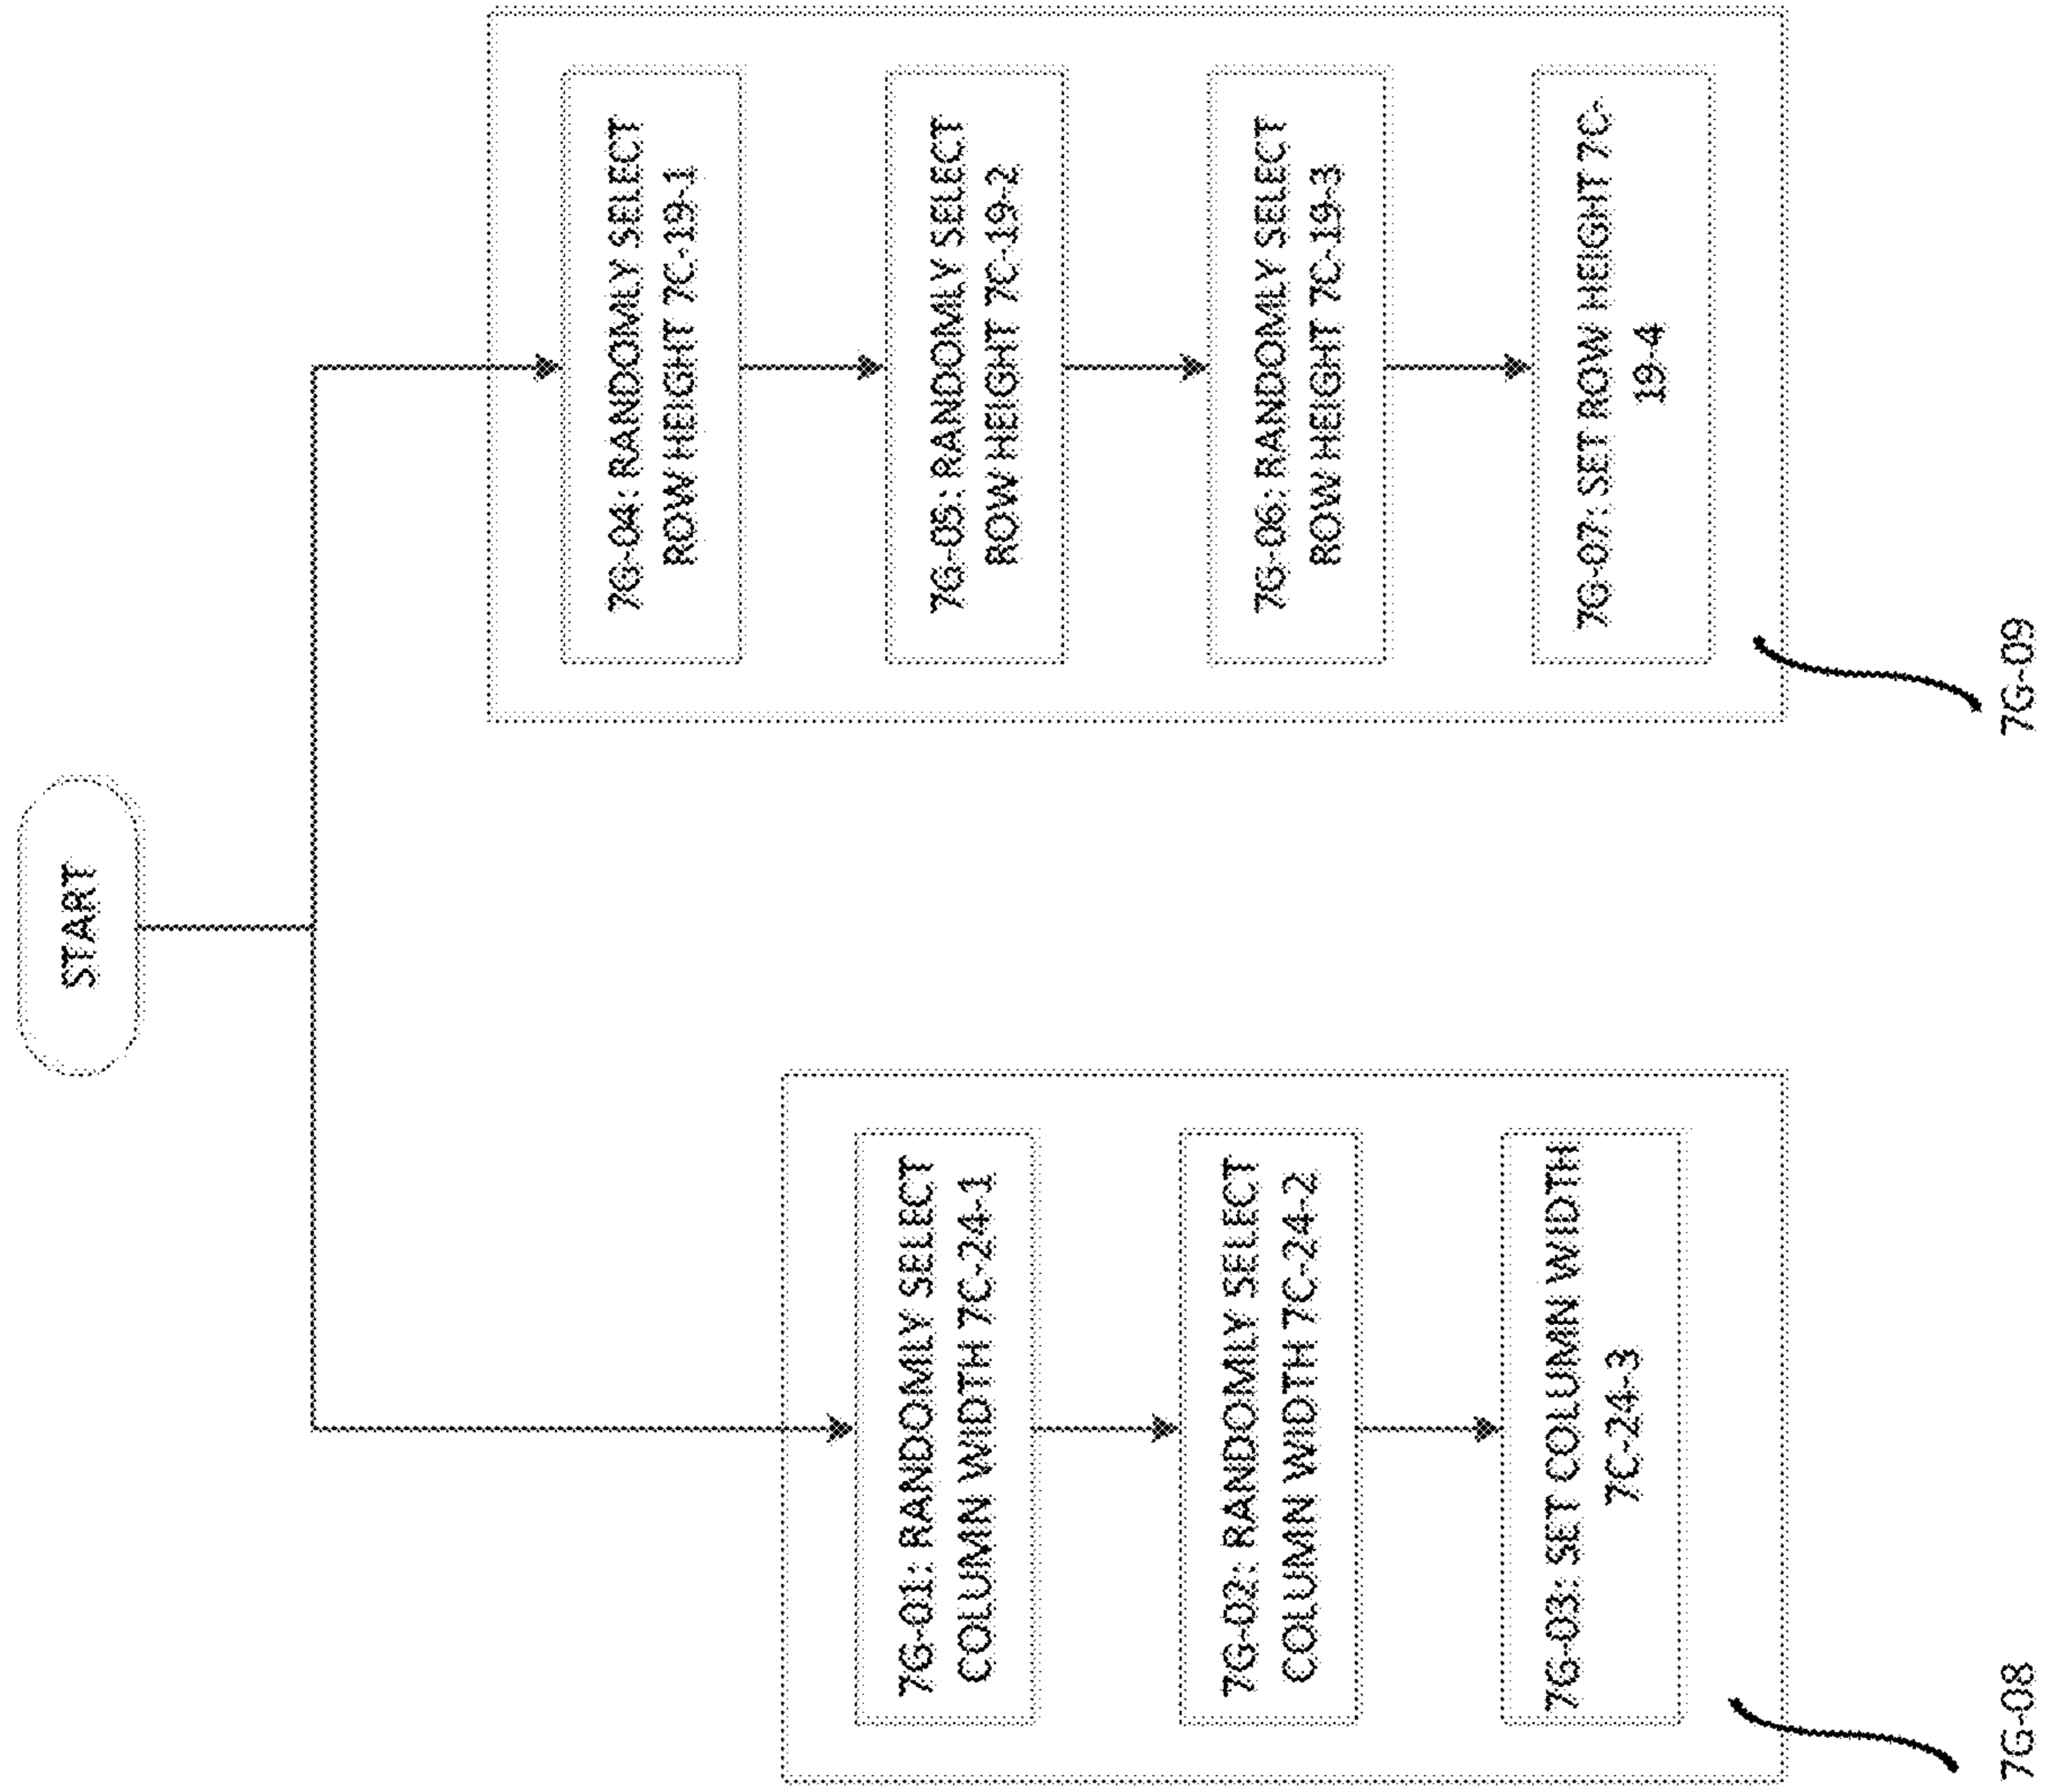 START
7G-01: RANDOMLY SELECT
COLUMN WIDTH 7C-24-1
7G-02: RANDOMLY SELECT
COLUMN WIDTH 7C-24-2
7G-03: SET COLUMN WIDTH
7C-24-3
7G-08
7G-04: RANDOMLY SELECT
ROW HEIGHT 7C-19-1
7G-05: RANDOMLY SELECT
ROW HEIGHT 7C-19-2
7G-06: RANDOMLY SELECT
ROW HEIGHT 7C-19-3
7G-07: SET ROW HEIGHT 7C-
19-4
7G-09